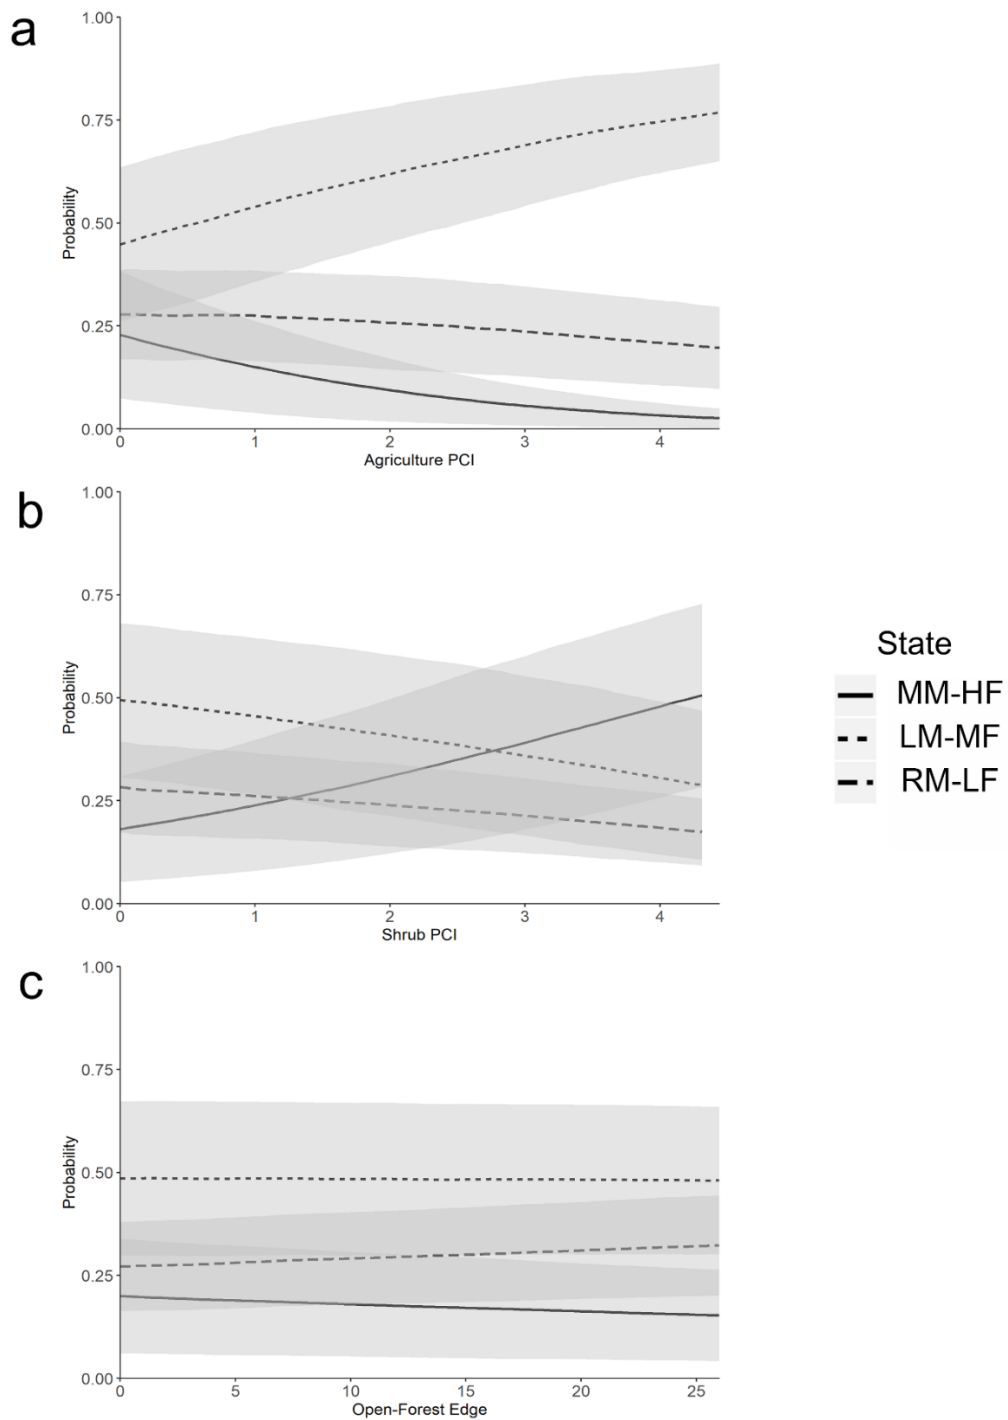 a
Probability
1.00
0.75
0.50
0.25
0.00
0 1 2 3 4
Agriculture PCI
b
Probability
1.00
0.75
0.50
0.25
0.00
0 1 2 3 4
Shrub PCI
State
MM-HF
LM-MF
RM-LF
c
Probability
1.00
0.75
0.50
0.25
0.00
0 5 10 15 20 25
Open-Forest Edge